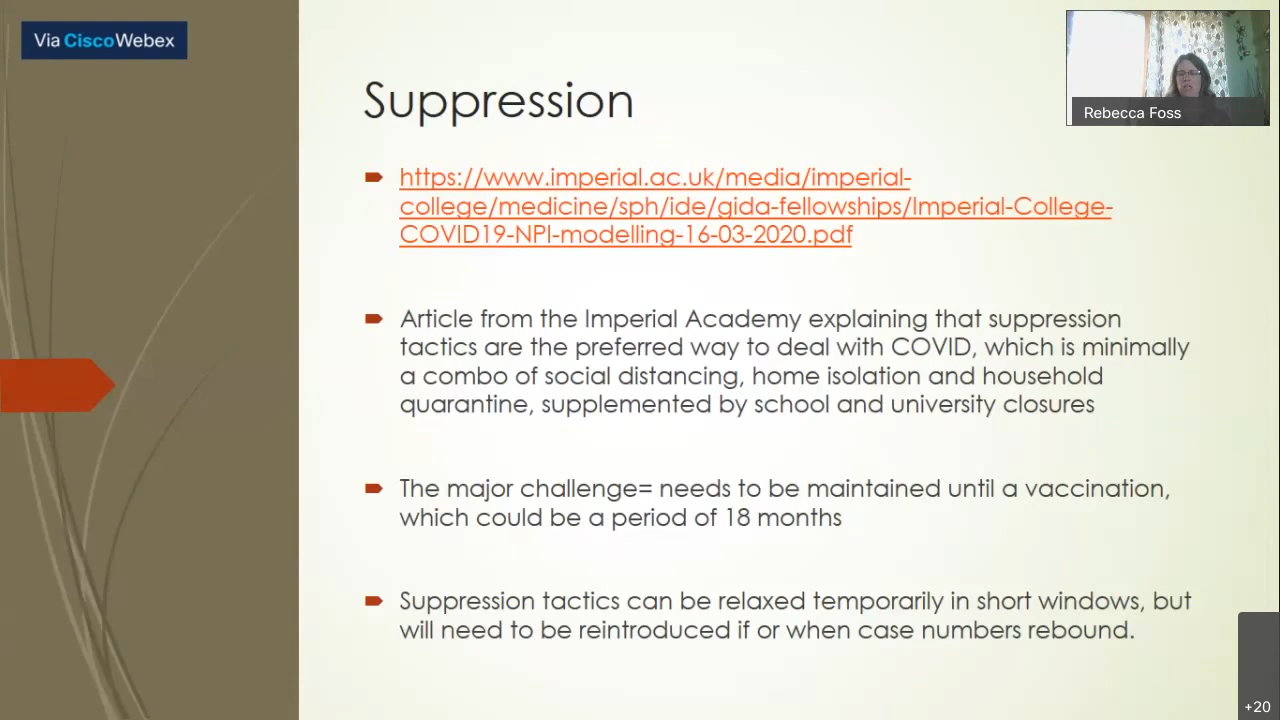 Via CiscoWebex
Rebecca Foss
Suppression
https://www.imperial.ac.uk/media/imperial-
college/medicine/sph/ide/gida-fellowships/Imperial-College-
COVID19-NPI-modelling-16-03-2020.pdf
Article from the Imperial Academy explaining that suppression
tactics are the preferred way to deal with COVID, which is minimally
a combo of social distancing, home isolation and household
quarantine, supplemented by school and university closures
The major challenge= needs to be maintained until a vaccination,
which could be a period of 18 months
Suppression tactics can be relaxed temporarily in short windows, but
will need to be reintroduced if or when case numbers rebound.
+20